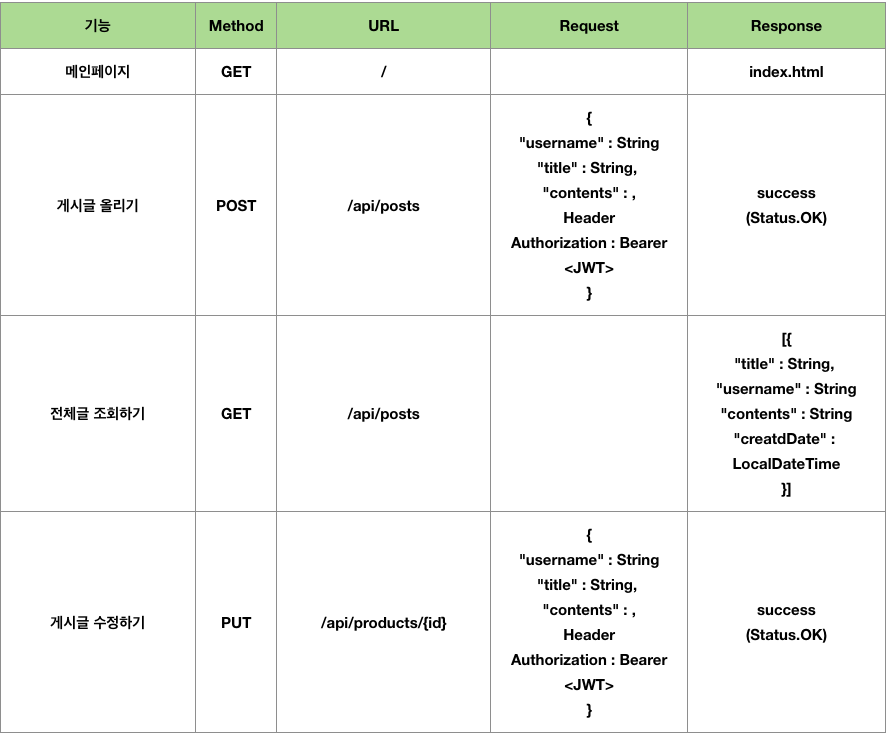 기능 Method URL Request Response
메인페이지 GET / index.html
게시글 올리기 POST /api/posts
{
"username" : String
"title" : String,
"contents" : ,
Header
Authorization : Bearer
<JWT>
}
success
(Status.OK)
전체글 조회하기 GET /api/posts
[{
"title" : String,
"username" : String
"contents" : String
"creatdDate" :
LocalDateTime
}]
게시글 수정하기 PUT /api/products/{id}
{
"username" : String
"title" : String,
"contents" : ,
Header
Authorization : Bearer
<JWT>
}
success
(Status.OK)